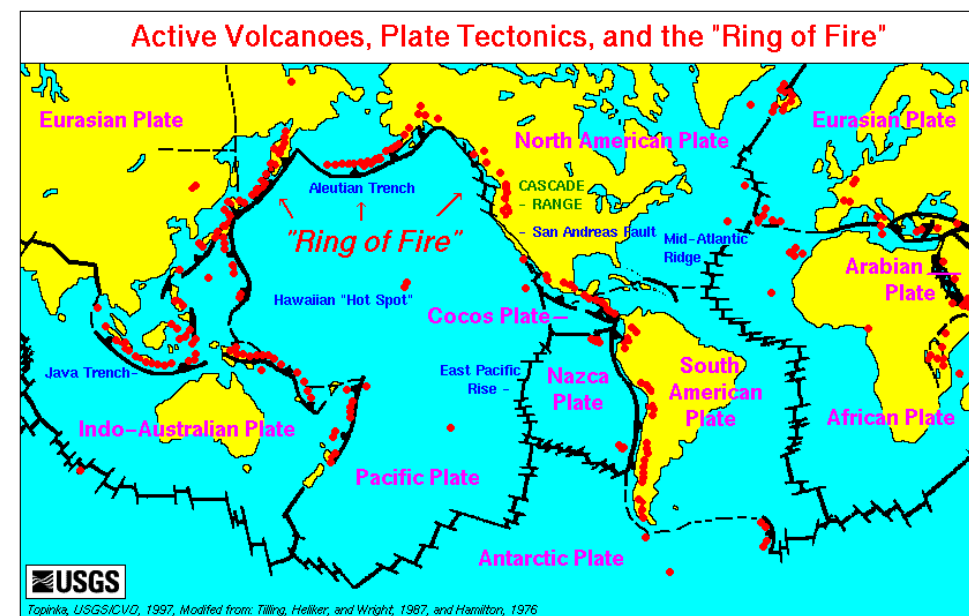 Active Volcanoes, Plate Tectonics, and the "Ring of Fire"
Eurasian Plate
North American Plate
Eurasian Plate
Aleutian Trench
CASCADE
- RANGE
"Ring of Fire"
- San Andreas Fault
Mid-Atlantic
Ridge
Arabian
Plate
Hawaiian "Hot Spot"
Cocos Plate
Java Trench-
East Pacific
Rise -
Nazca
Plate
South
American
Plate
Indo-Australian Plate
African Plate
Pacific Plate
Antarctic Plate
USGS
Topinka, USGS/CVO, 1997, Modifed from: Tilling, Heliker, and Wright, 1987, and Hamilton, 1976